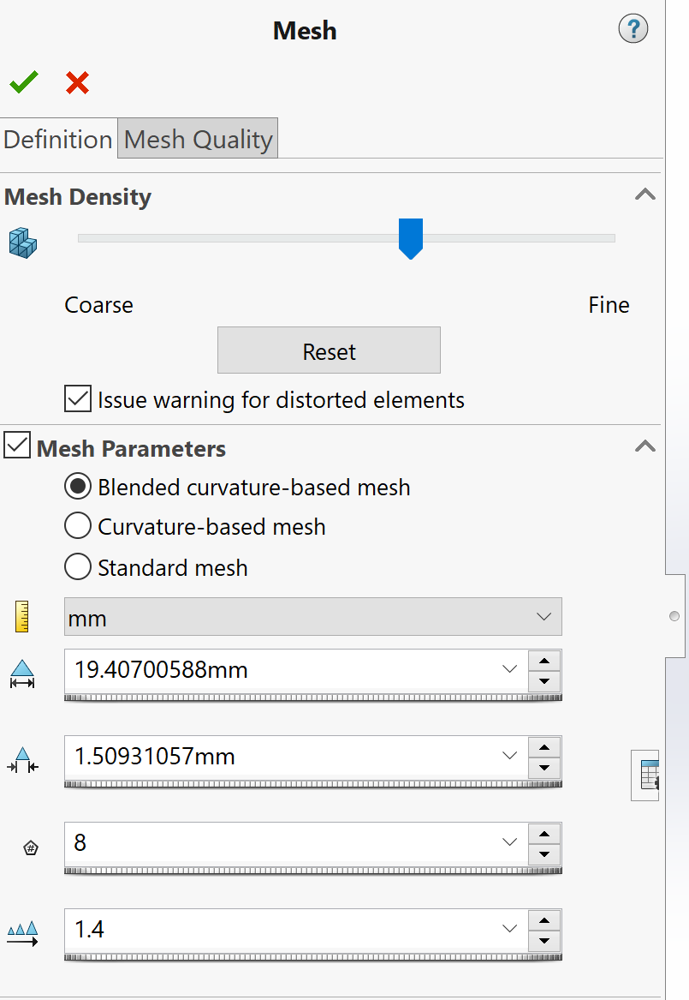 Mesh
?
Definition Mesh Quality
Mesh Density
Coarse Fine
Reset
Issue warning for distorted elements
Mesh Parameters
Blended curvature-based mesh
Curvature-based mesh
Standard mesh
mm
19.40700588mm
1.50931057mm
# 8
1.4